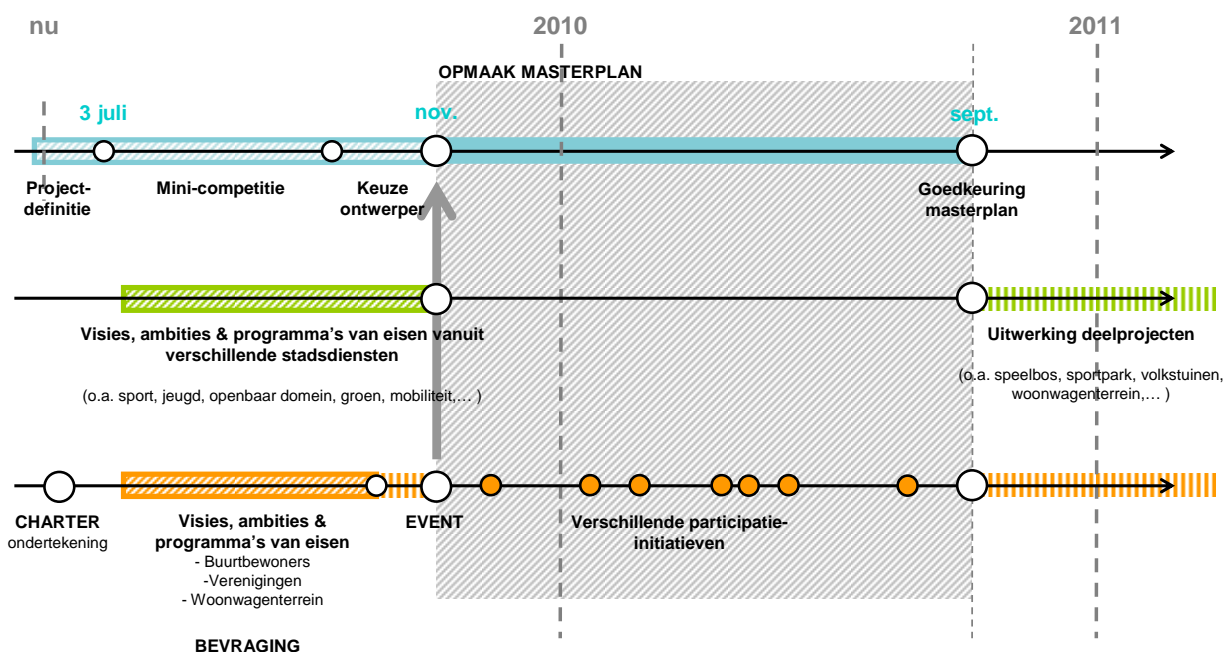 nu
2010
2011
OPMAAK MASTERPLAN
3 juli
nov.
sept.
Project-
definitie
Mini-competitie
Keuze
ontwerper
Goedkeuring
masterplan
Visies, ambities & programma's van eisen vanuit
verschillende stadsdiensten
(o.a. sport, jeugd, openbaar domein, groen, mobiliteit,... )
Uitwerking deelprojecten
(o.a. speelbos, sportpark, volkstuinen,
woonwagenterrein,... )
CHARTER
ondertekening
Visies, ambities &
programma's van eisen
- Buurtbewoners
-Verenigingen
- Woonwagenterrein
BEVRAGING
EVENT
Verschillende participatie-
initiatieven